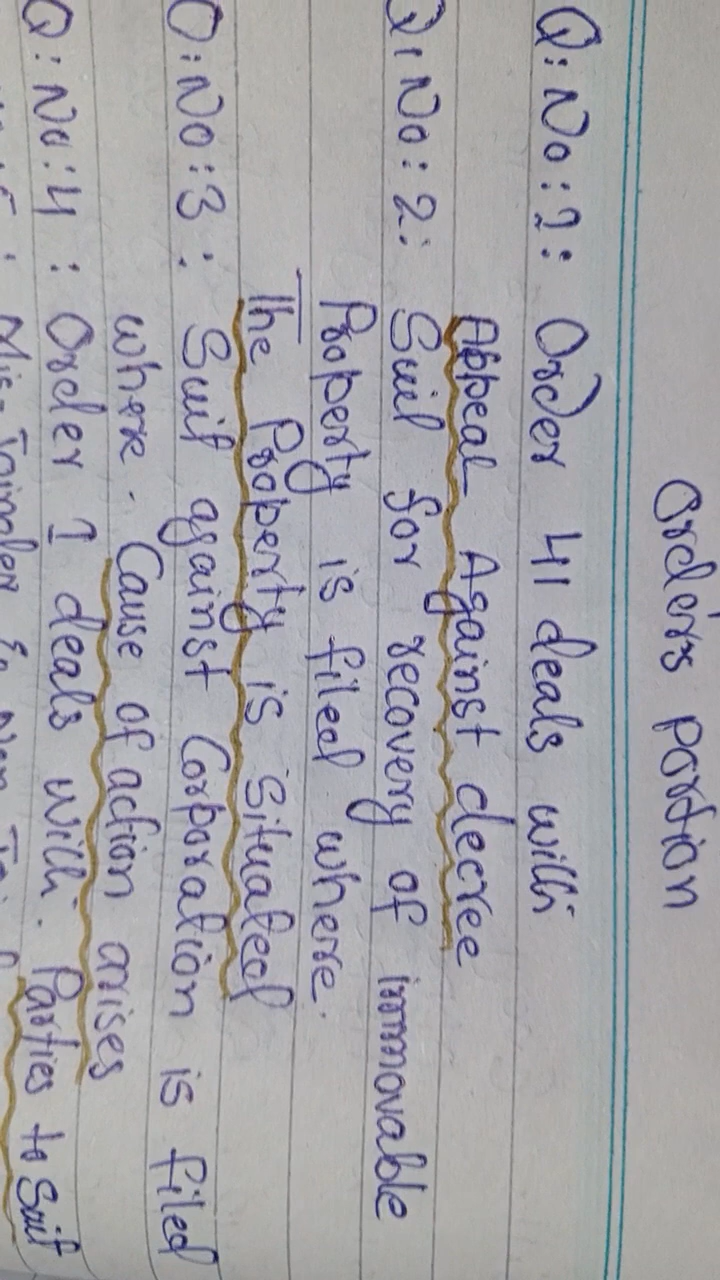 Orders portion
Q:No:1: Order 41 deals with
Appeal Against decree
Q:No:2: Suit for recovery of immovable
Property is filed where.
The Property is Situated
Q:No:3: Suit against Corporation is filed
where. Cause of action arises
Q:No:4: Order 1 deals with. Parties to Suit